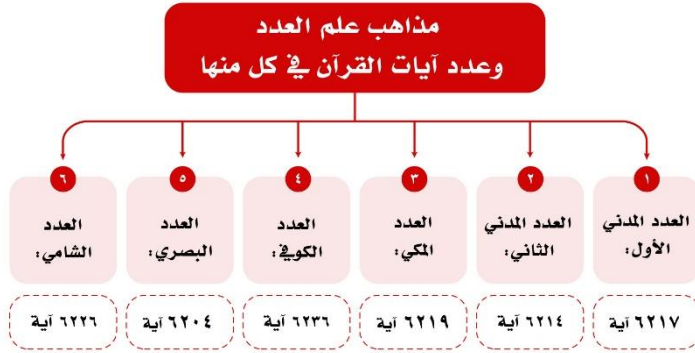 مذاهب علم العدد
وعدد آيات القرآن في كل منها
١
العدد المدني
الأول:
٦٢١٧ آية
٢
العدد المدني
الثاني:
٦٢١٤ آية
٣
العدد
المكي:
٦٢١٩ آية
٤
العدد
الكوفي:
٦٢٣٦ آية
٥
العدد
البصري:
٦٢٠٤ آية
٦
العدد
الشامي:
٦٢٢٦ آية